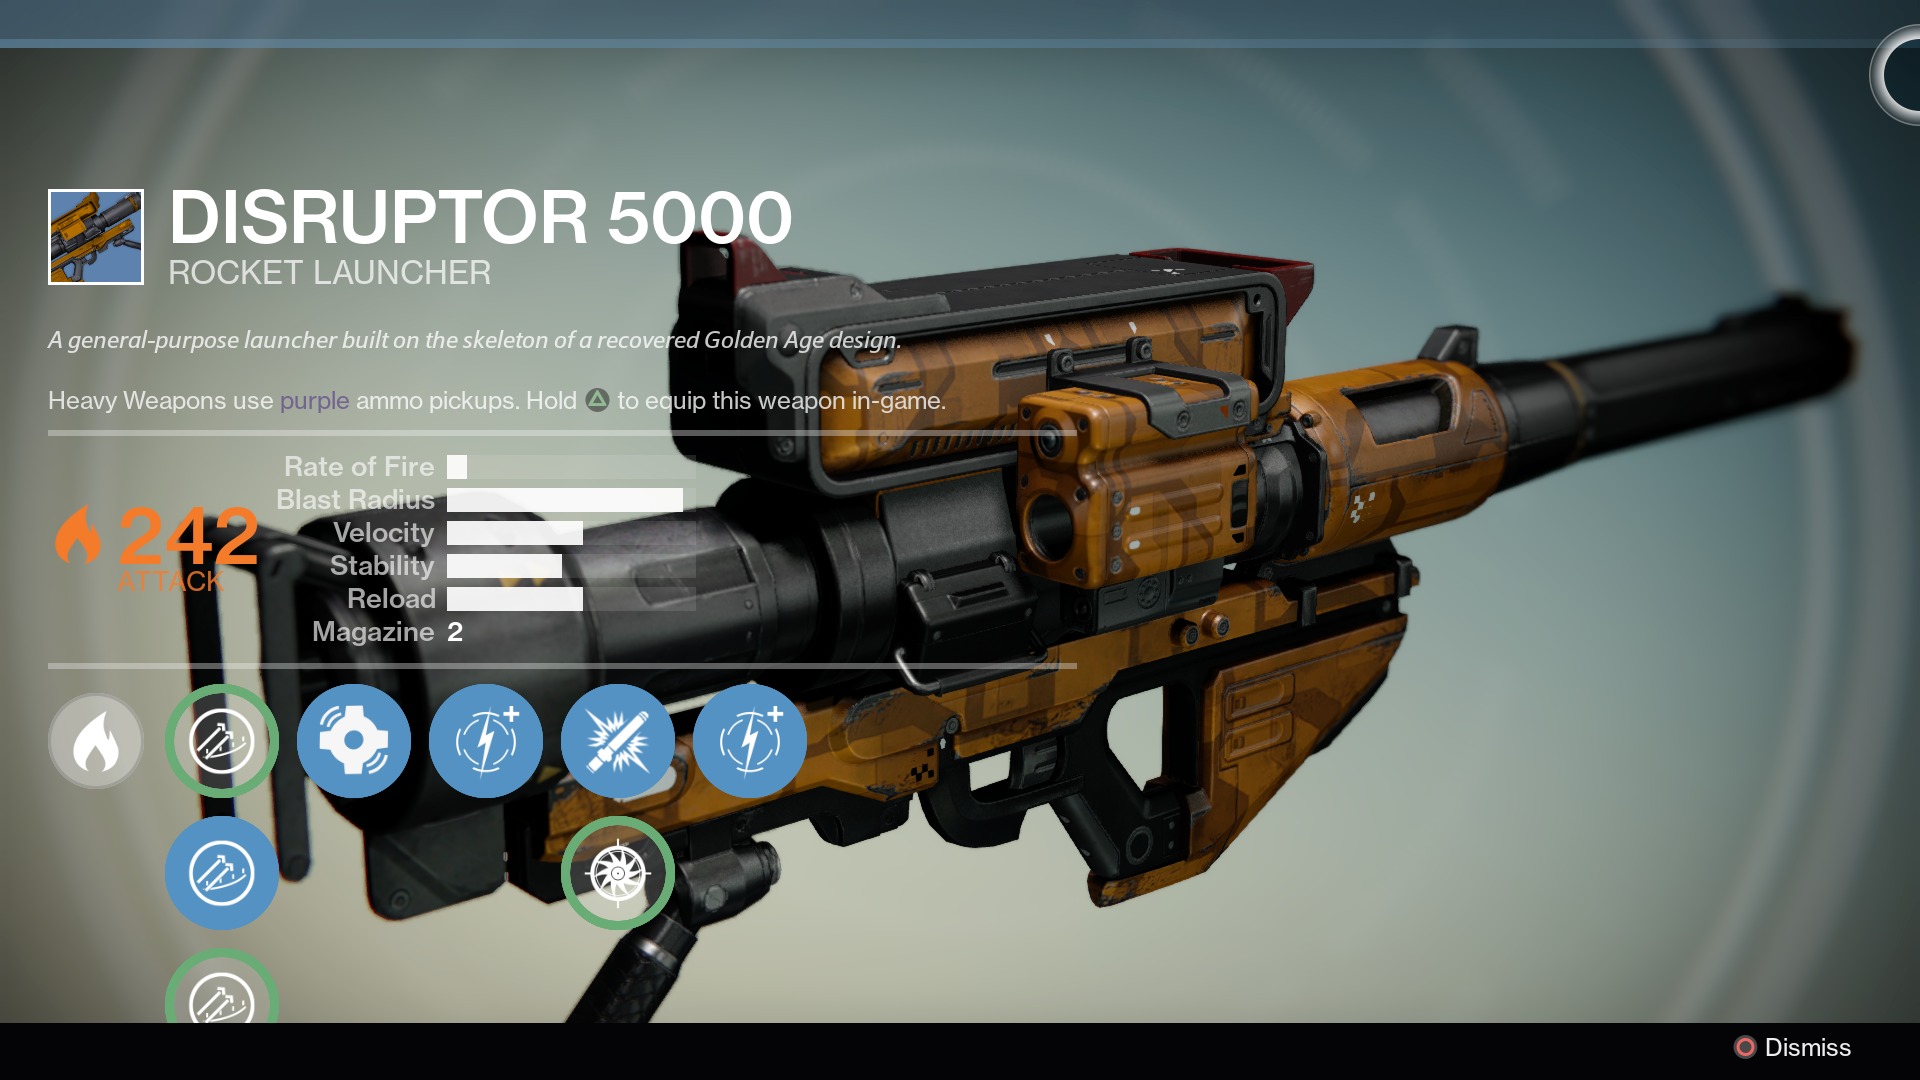 DISRUPTOR 5000
ROCKET LAUNCHER
A general-purpose launcher built on the skeleton of a recovered Golden Age design.
Heavy Weapons use purple ammo pickups. Hold to equip this weapon in-game.
242
ATTACK
Rate of Fire
Blast Radius
Velocity
Stability
Reload
Magazine 2
Dismiss